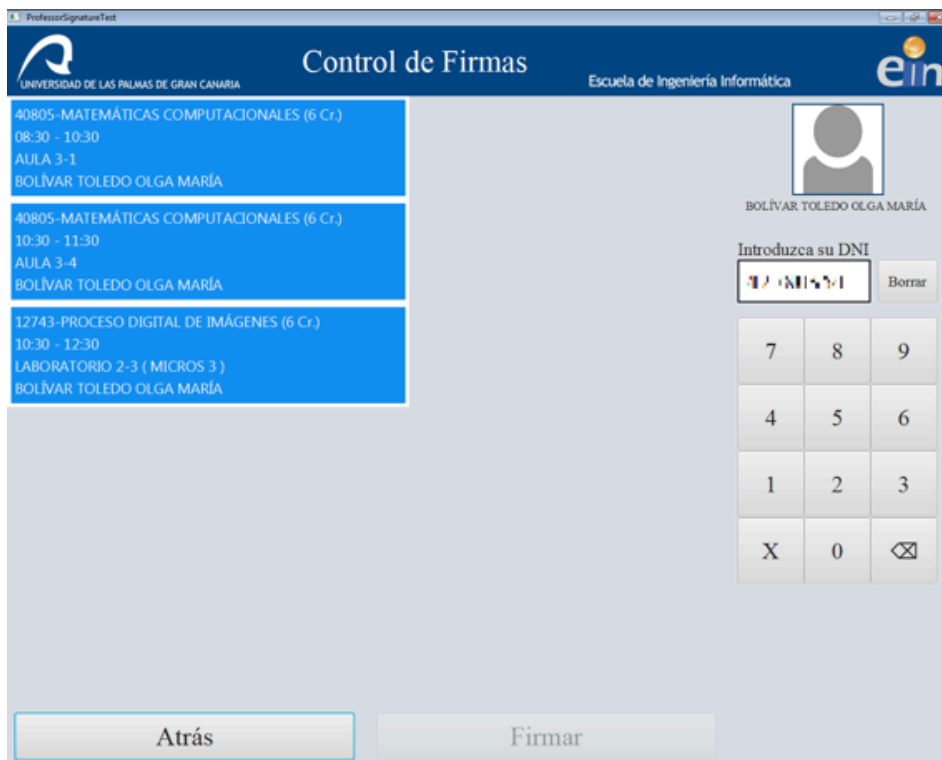 ProfessorSignatureTest
UNIVERSIDAD DE LAS PALMAS DE GRAN CANARIA
Control de Firmas
Escuela de Ingeniería Informática
ein
40805-MATEMÁTICAS COMPUTACIONALES (6 Cr.)
08:30 - 10:30
AULA 3-1
BOLÍVAR TOLEDO OLGA MARÍA
40805-MATEMÁTICAS COMPUTACIONALES (6 Cr.)
10:30 - 11:30
AULA 3-4
BOLÍVAR TOLEDO OLGA MARÍA
12743-PROCESO DIGITAL DE IMÁGENES (6 Cr.)
10:30 - 12:30
LABORATORIO 2-3 ( MICROS 3 )
BOLÍVAR TOLEDO OLGA MARÍA
BOLÍVAR TOLEDO OLGA MARÍA
Introduzca su DNI
Borrar
7 8 9
4 5 6
1 2 3
X 0 ⌫
Atrás
Firmar